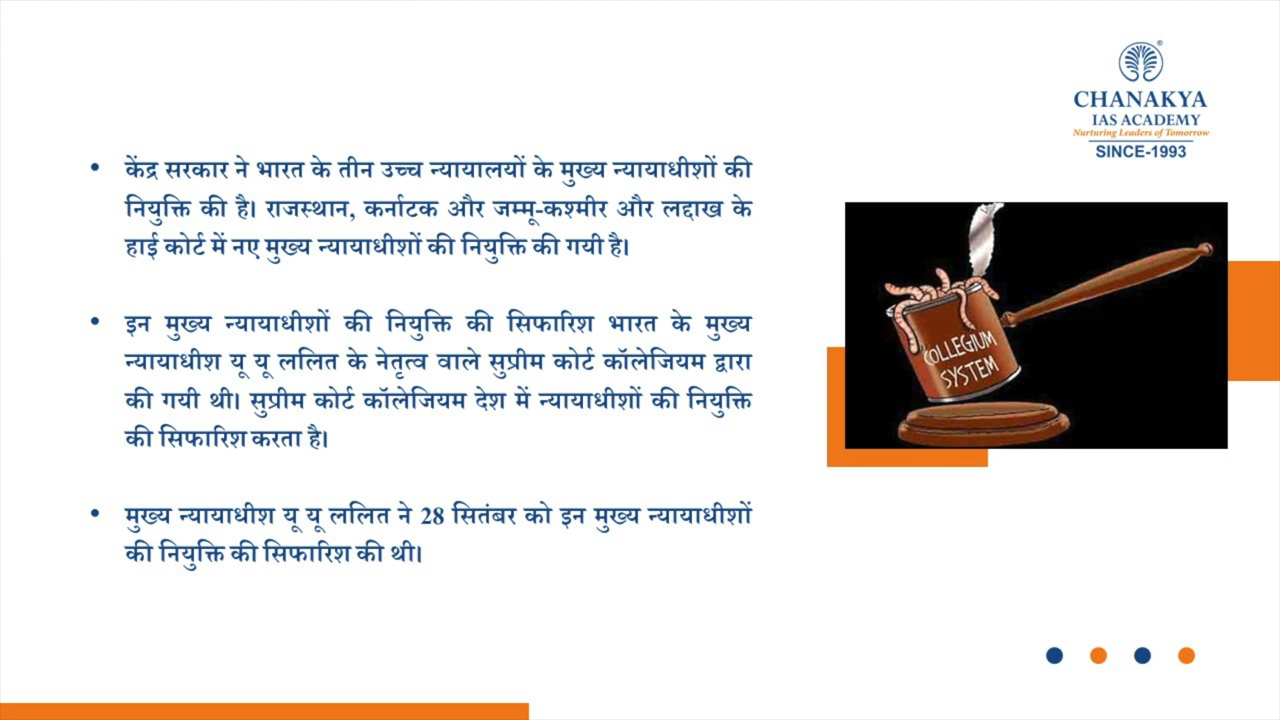 CHANAKYA
IAS ACADEMY
Nurturing Leaders of Tomorrow
SINCE-1993
• केंद्र सरकार ने भारत के तीन उच्च न्यायालयों के मुख्य न्यायाधीशों की
नियुक्ति की है। राजस्थान, कर्नाटक और जम्मू-कश्मीर और लद्दाख के
हाई कोर्ट में नए मुख्य न्यायाधीशों की नियुक्ति की गयी है।
• इन मुख्य न्यायाधीशों की नियुक्ति की सिफारिश भारत के मुख्य
न्यायाधीश यू यू ललित के नेतृत्व वाले सुप्रीम कोर्ट कॉलेजियम द्वारा
की गयी थी। सुप्रीम कोर्ट कॉलेजियम देश में न्यायाधीशों की नियुक्ति
की सिफारिश करता है।
• मुख्य न्यायाधीश यू यू ललित ने 28 सितंबर को इन मुख्य न्यायाधीशों
की नियुक्ति की सिफारिश की थी।
COLLEGIUM
SYSTEM